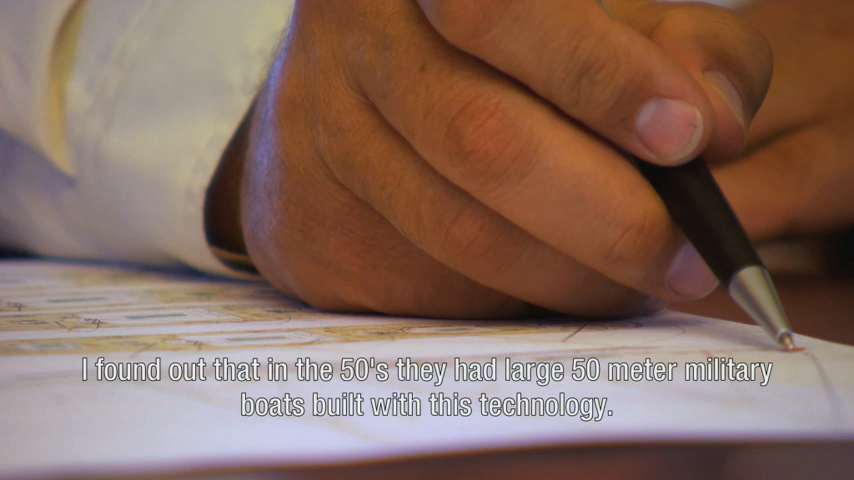 I found out that in the 50's they had large 50 meter military
boats built with this technology.